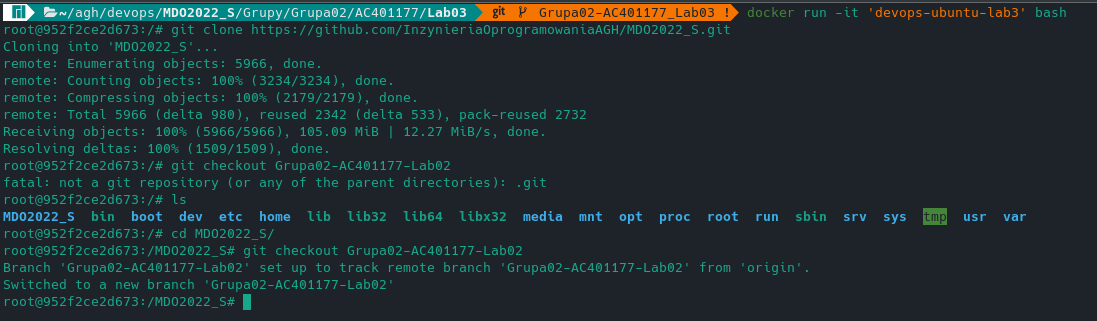 ~/agh/devops/MDO2022_S/Grupy/Grupa02/AC401177/Lab03 git Grupa02-AC401177_Lab03 ! docker run -it 'devops-ubuntu-lab3' bash
root@952f2ce2d673:/# git clone https://github.com/InzynieriaOprogramowaniaAGH/MDO2022_S.git
Cloning into 'MDO2022_S'...
remote: Enumerating objects: 5966, done.
remote: Counting objects: 100% (3234/3234), done.
remote: Compressing objects: 100% (2179/2179), done.
remote: Total 5966 (delta 980), reused 2342 (delta 533), pack-reused 2732
Receiving objects: 100% (5966/5966), 105.09 MiB | 12.27 MiB/s, done.
Resolving deltas: 100% (1509/1509), done.
root@952f2ce2d673:/# git checkout Grupa02-AC401177-Lab02
fatal: not a git repository (or any of the parent directories): .git
root@952f2ce2d673:/# ls
MDO2022_S bin boot dev etc home lib lib32 lib64 libx32 media mnt opt proc root run sbin srv sys tmp usr var
root@952f2ce2d673:/# cd MDO2022_S/
root@952f2ce2d673:/MDO2022_S# git checkout Grupa02-AC401177-Lab02
Branch 'Grupa02-AC401177-Lab02' set up to track remote branch 'Grupa02-AC401177-Lab02' from 'origin'.
Switched to a new branch 'Grupa02-AC401177-Lab02'
root@952f2ce2d673:/MDO2022_S#